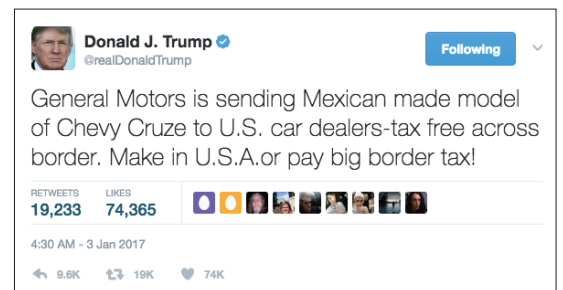 Donald J. Trump
@realDonaldTrump
Following
General Motors is sending Mexican made model
of Chevy Cruze to U.S. car dealers-tax free across
border. Make in U.S.A.or pay big border tax!
RETWEETS LIKES
19,233 74,365
4:30 AM - 3 Jan 2017
9.6K 19K 74K